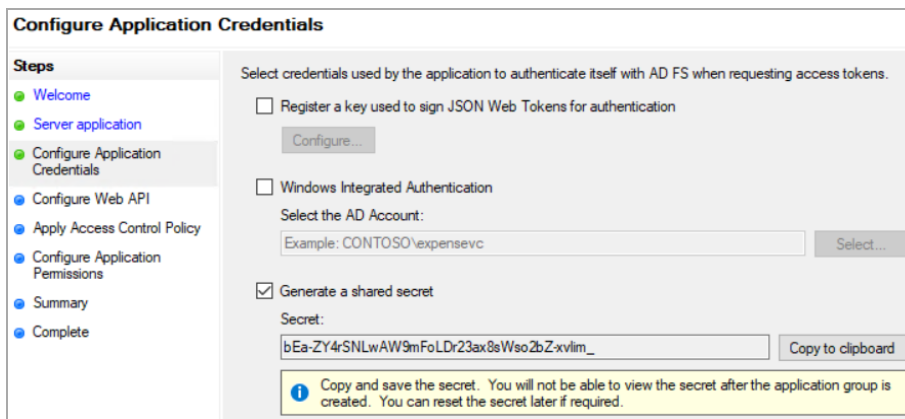 Configure Application Credentials
Steps
Welcome
Server application
Configure Application
Credentials
Configure Web API
Apply Access Control Policy
Configure Application
Permissions
Summary
Complete
Select credentials used by the application to authenticate itself with AD FS when requesting access tokens.
Register a key used to sign JSON Web Tokens for authentication
Configure...
Windows Integrated Authentication
Select the AD Account:
Example: CONTOSO\expensevc
Select...
Generate a shared secret
Secret:
bEa-ZY4rSNLwAW9mFoLDr23ax8sWso2bZ-xvlim_
Copy to clipboard
Copy and save the secret. You will not be able to view the secret after the application group is
created. You can reset the secret later if required.